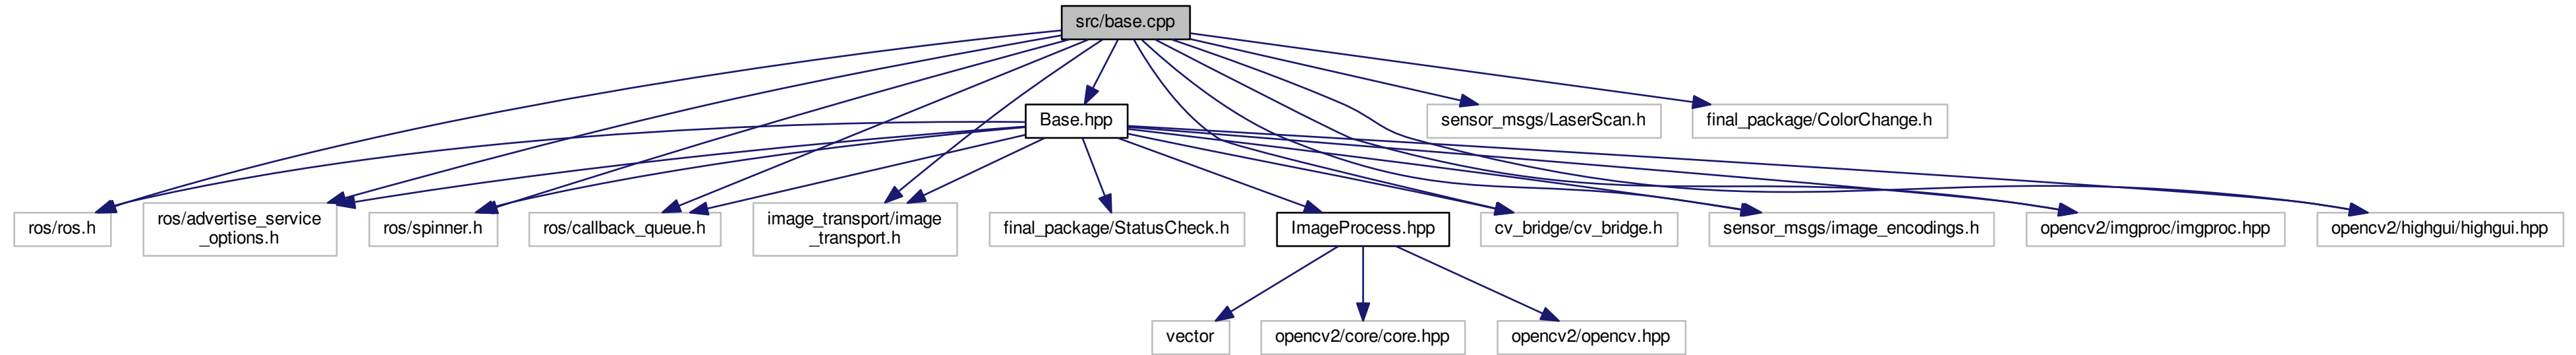 src/base.cpp
Base.hpp
sensor_msgs/LaserScan.h
final_package/ColorChange.h
ros/ros.h
ros/advertise_service
_options.h
ros/spinner.h
ros/callback_queue.h
image_transport/image
_transport.h
final_package/StatusCheck.h
ImageProcess.hpp
cv_bridge/cv_bridge.h
sensor_msgs/image_encodings.h
opencv2/imgproc/imgproc.hpp
opencv2/highgui/highgui.hpp
vector
opencv2/core/core.hpp
opencv2/opencv.hpp